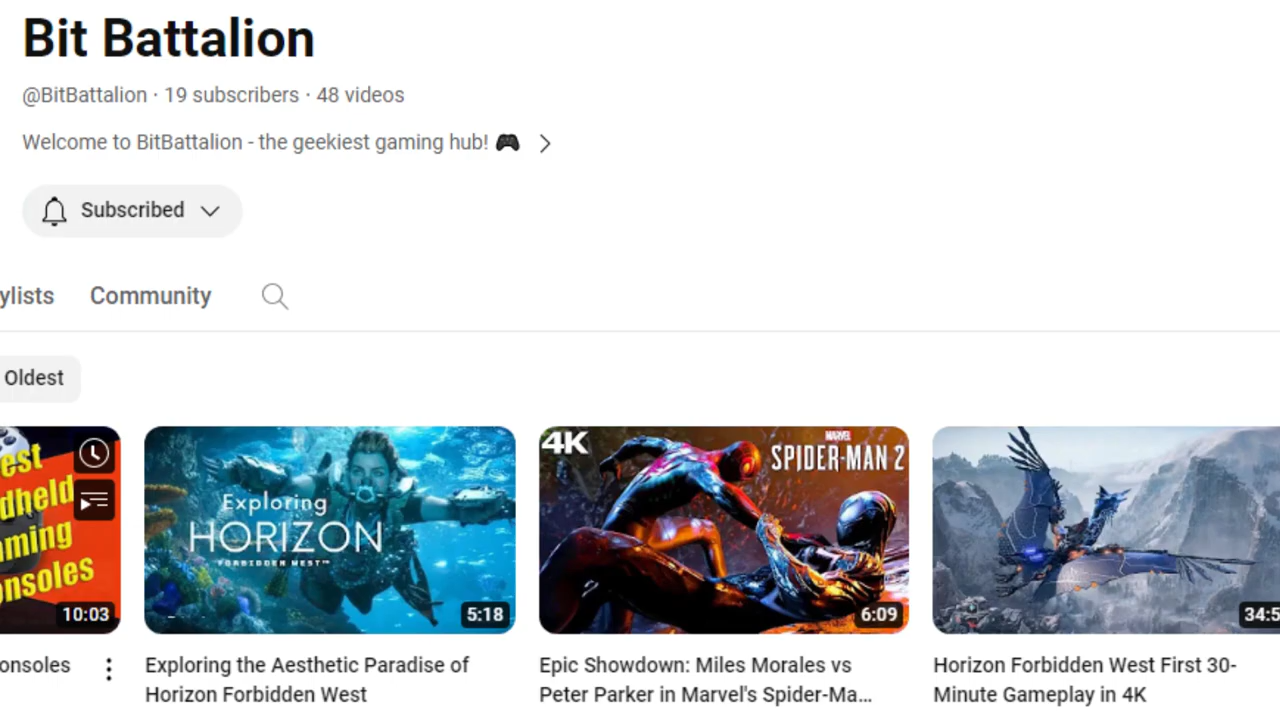 Bit Battalion
@BitBattalion · 19 subscribers · 48 videos
Welcome to BitBattalion - the geekiest gaming hub! 🎮
Subscribed
ylists
Community
Oldest
est
dheld
ming
onsoles
10:03
Exploring
HORIZON
FORBIDDEN WEST™
5:18
4K
MARVEL
SPIDER-MAN 2
6:09
34:5
onsoles
Exploring the Aesthetic Paradise of
Horizon Forbidden West
Epic Showdown: Miles Morales vs
Peter Parker in Marvel's Spider-Ma...
Horizon Forbidden West First 30-
Minute Gameplay in 4K